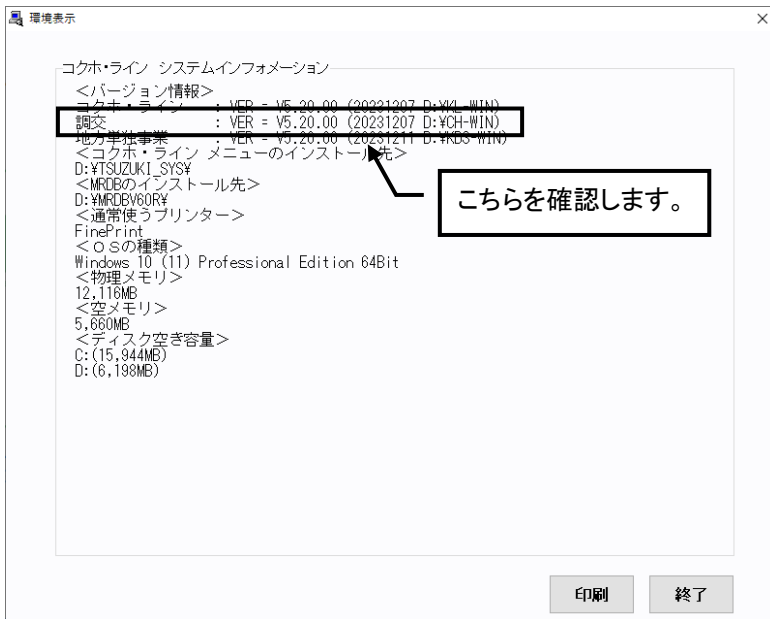 環境表示
コクホ・ライン システムインフォメーション
<バージョン情報>
コクホ・ライン : VER = V5.20.00 (20231207 D:¥KL-WIN)
調交 : VER = V5.20.00 (20231207 D:¥CH-WIN)
地方単独事業 : VER = V5.20.00 (20231211 D:¥KDS-WIN)
<コクホ・ライン メニューのインストール先>
D:¥TSUZUKI_SYS¥
<MRDBのインストール先>
D:¥MRDBV60R¥
<通常使うプリンター>
FinePrint
<OSの種類>
Windows 10 (11) Professional Edition 64Bit
<物理メモリ>
12,116MB
<空メモリ>
5,660MB
<ディスク空き容量>
C:(15,944MB)
D:(6,198MB)
こちらを確認します。
印刷 終了